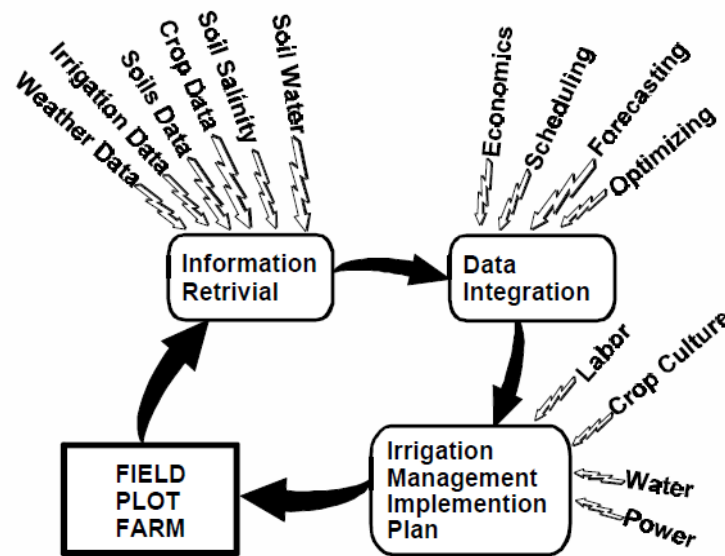 Weather Data
Irrigation Data
Soils Data
Crop Data
Soil Salinity
Soil Water
Economics
Scheduling
Forecasting
Optimizing
Information
Retrivial
Data
Integration
Labor
Crop Culture
Water
Power
Irrigation
Management
Implemention
Plan
FIELD
PLOT
FARM